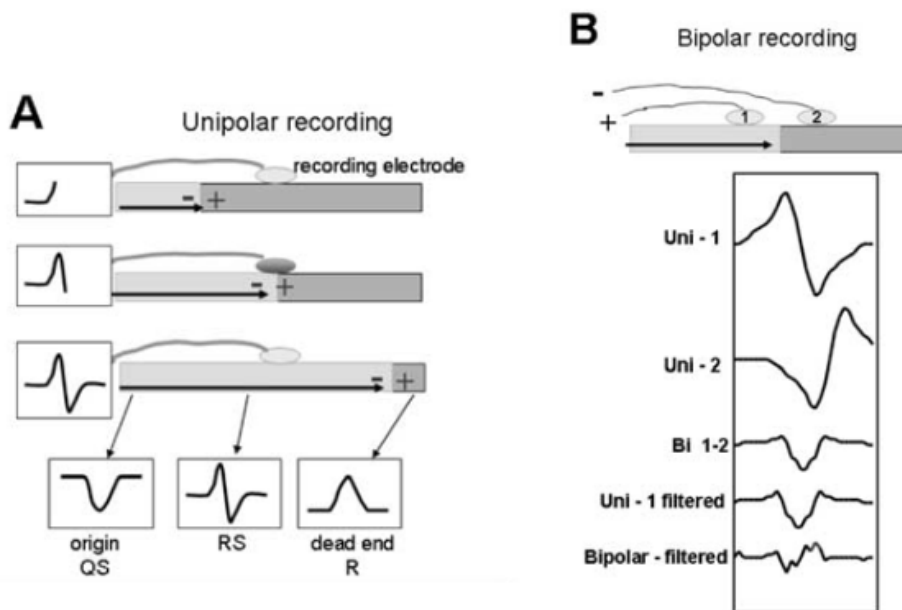 A
Unipolar recording
recording electrode
- +
- +
- +
origin
QS
RS
dead end
R
B
Bipolar recording
-
+
1
2
Uni - 1
Uni - 2
Bi 1-2
Uni - 1 filtered
Bipolar - filtered